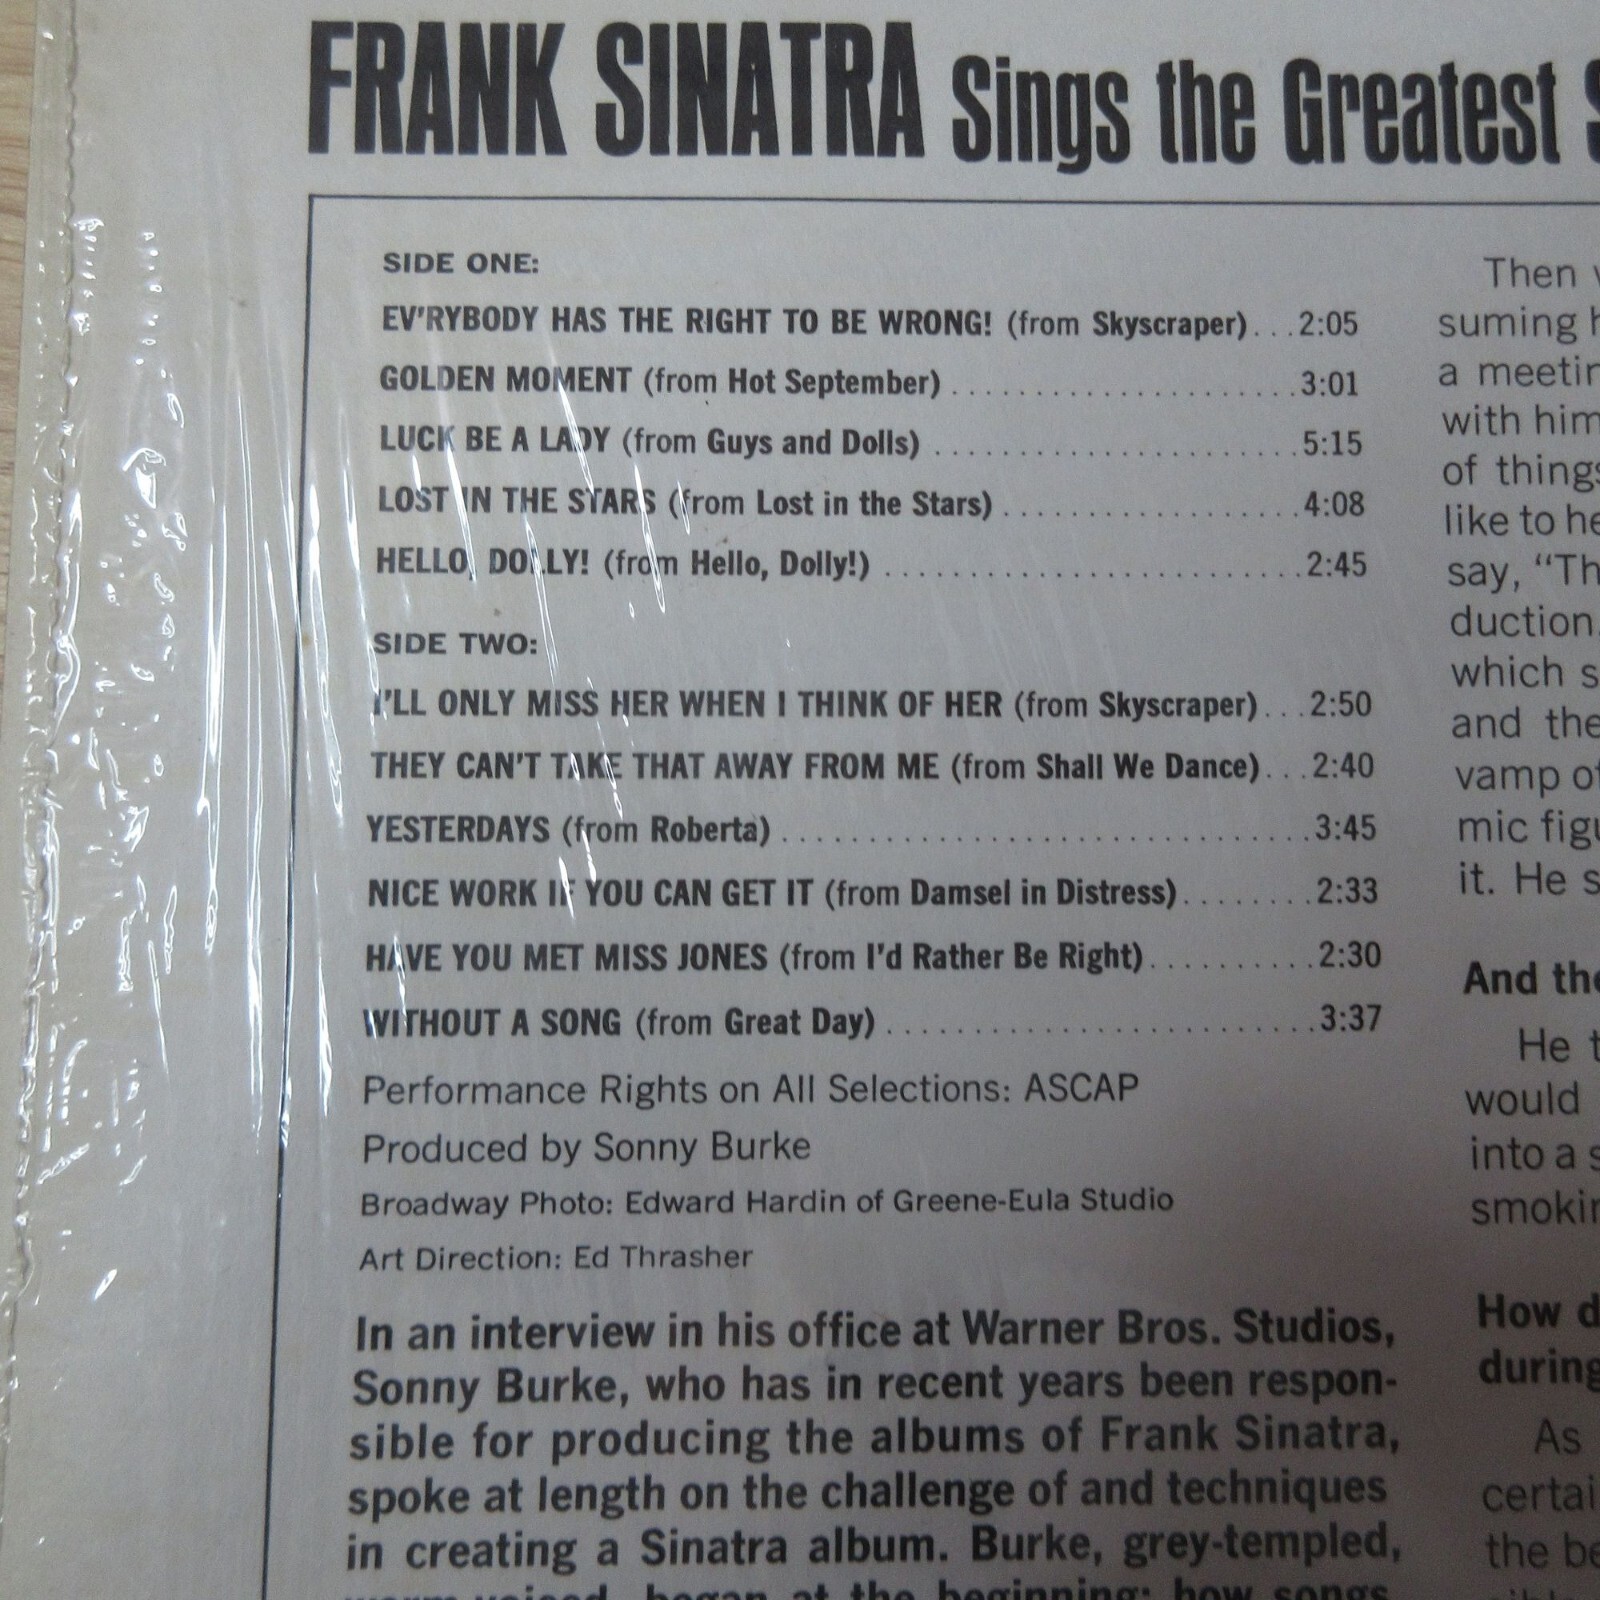 FRANK SINATRA Sings the Greatest
SIDE ONE:
EV'RYBODY HAS THE RIGHT TO BE WRONG! (from Skyscraper)...2:05
GOLDEN MOMENT (from Hot September)....................3:01
LUCK BE A LADY (from Guys and Dolls)......................5:15
LOST IN THE STARS (from Lost in the Stars)..................4:08
HELLO, DOLLY! (from Hello, Dolly!)..........................2:45
SIDE TWO:
I'LL ONLY MISS HER WHEN I THINK OF HER (from Skyscraper)...2:50
THEY CAN'T TAKE THAT AWAY FROM ME (from Shall We Dance)...2:40
YESTERDAYS (from Roberta)................................3:45
NICE WORK IF YOU CAN GET IT (from Damsel in Distress)........2:33
HAVE YOU MET MISS JONES (from I'd Rather Be Right)..........2:30
WITHOUT A SONG (from Great Day)..........................3:37
Performance Rights on All Selections: ASCAP
Produced by Sonny Burke
Broadway Photo: Edward Hardin of Greene-Eula Studio
Art Direction: Ed Thrasher
In an interview in his office at Warner Bros. Studios,
Sonny Burke, who has in recent years been respon-
sible for producing the albums of Frank Sinatra,
spoke at length on the challenge of and techniques
in creating a Sinatra album. Burke, grey-templed,
warm-voiced, began at the beginning: how songs
Then
suming
a
with him
of things
like to
say,
duction.
which
and
vamp
mic
it. He
And
He
would
into a
How
during
As
the